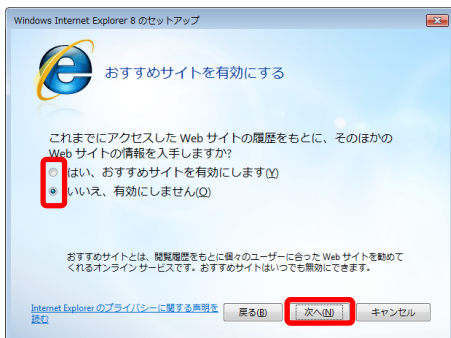 Windows Internet Explorer 8 のセットアップ
おすすめサイトを有効にする
これまでにアクセスした Web サイトの履歴をもとに、そのほかの
Web サイトの情報を入手しますか?
はい、おすすめサイトを有効にします(Y)
いいえ、有効にしません(O)
おすすめサイトとは、閲覧履歴をもとに個々のユーザーに合った Web サイトを勧めて
くれるオンライン サービスです。おすすめサイトはいつでも無効にできます。
Internet Explorer のプライバシーに関する声明を
読む
戻る(B)
次へ(N)
キャンセル